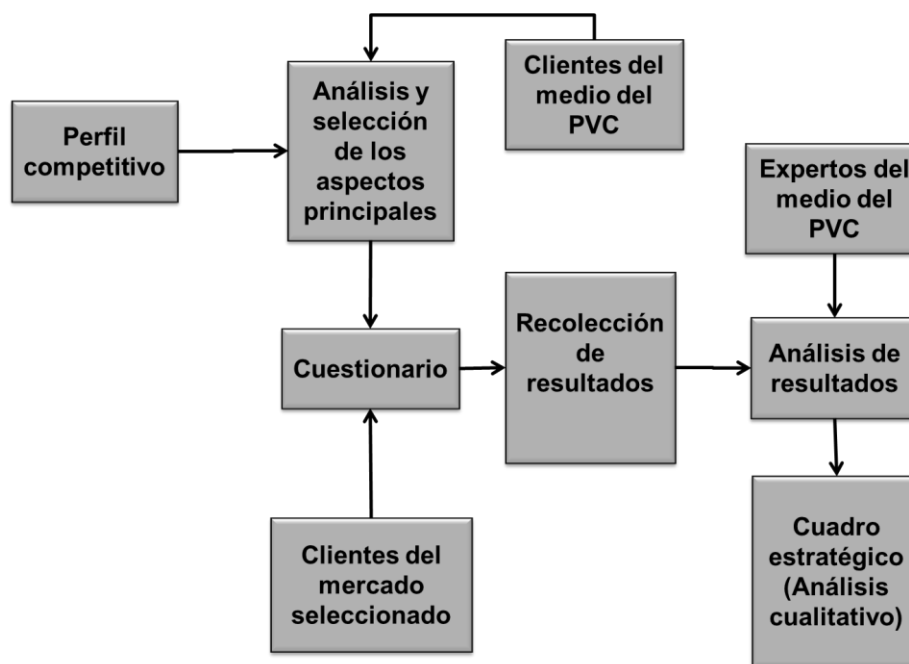 Perfil
competitivo
Análisis y
selección
de los
aspectos
principales
Clientes del
medio del
PVC
Expertos del
medio del
PVC
Cuestionario
Recolección
de
resultados
Análisis de
resultados
Clientes del
mercado
seleccionado
Cuadro
estratégico
(Análisis
cualitativo)